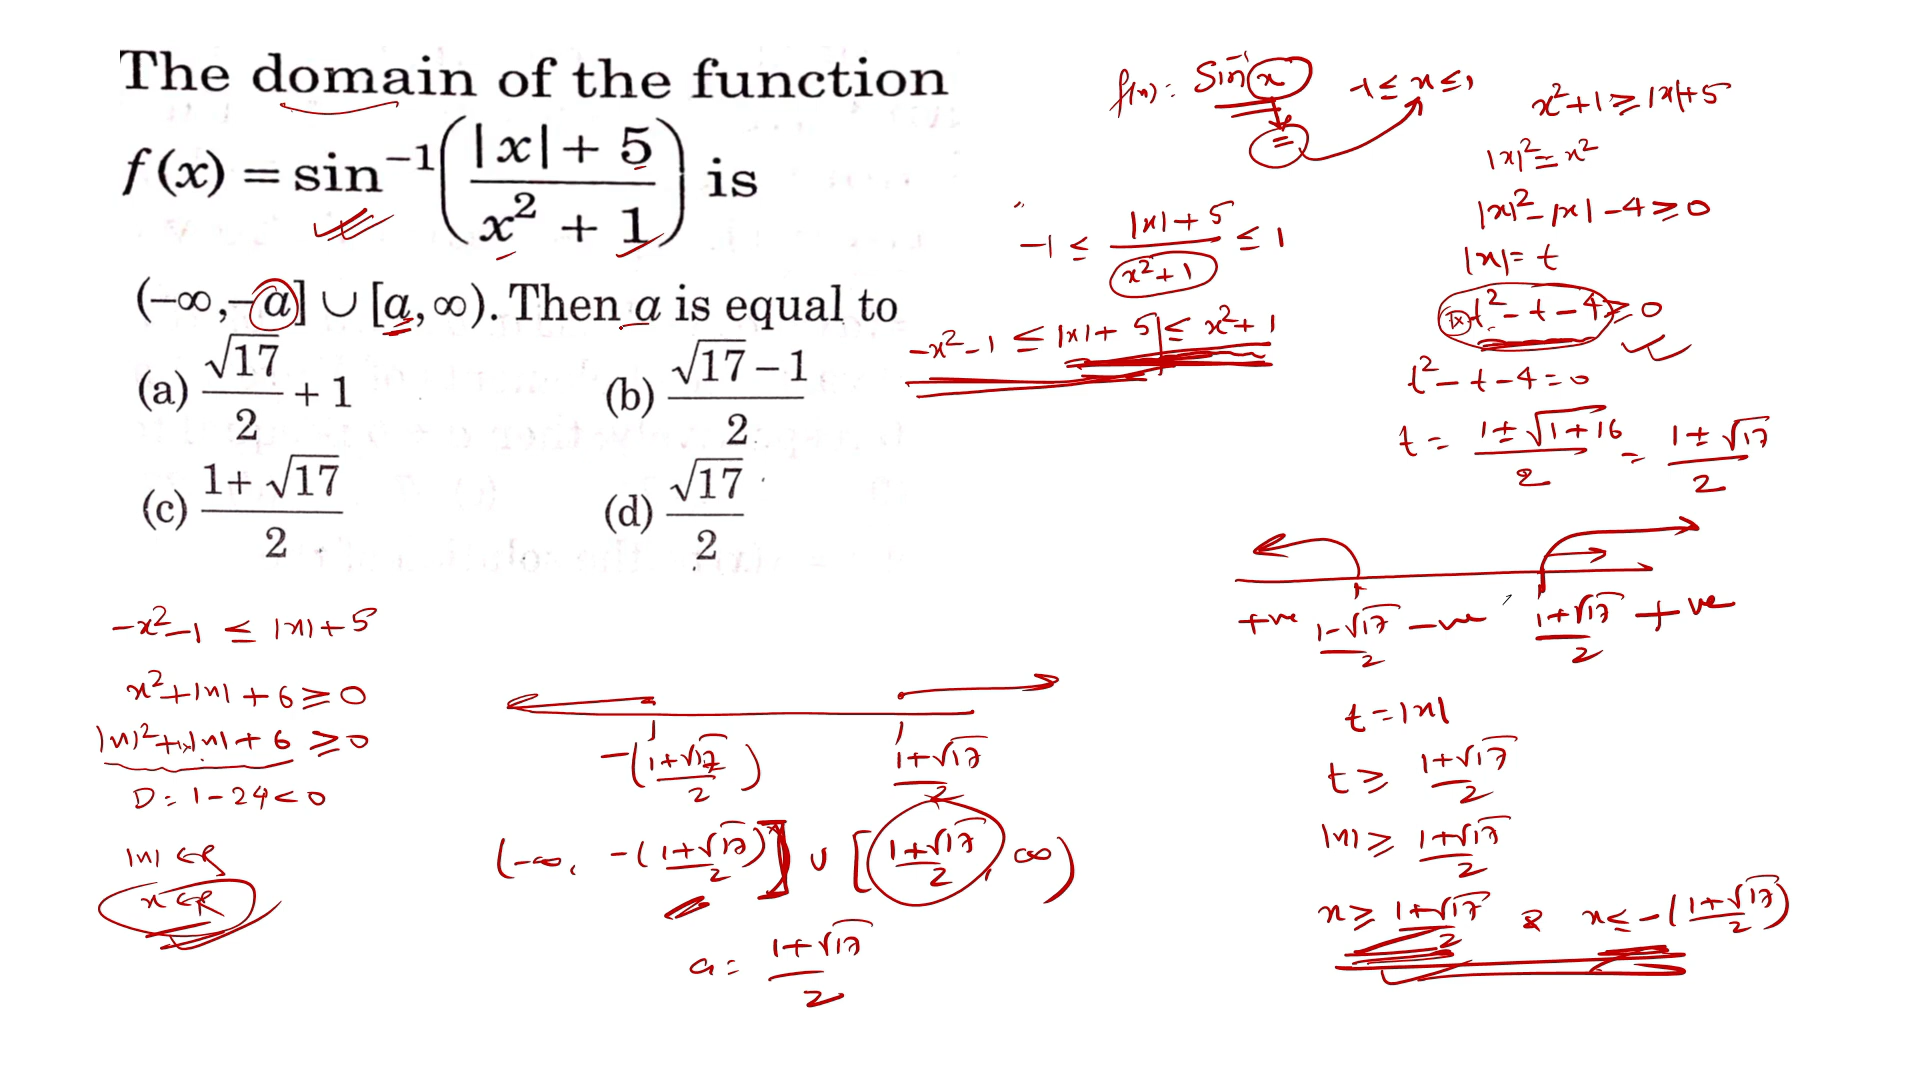 The domain of the function
f(x) = sin⁻¹((|x| + 5)/(x² + 1)) is
(-∞, -a] ∪ [a, ∞). Then a is equal to
(a) √17/2 + 1
(b) (√17 - 1)/2
(c) (1 + √17)/2
(d) √17/2
f(x) = Sin⁻¹(x)
-1 ≤ x ≤ 1
-1 ≤ (|x| + 5)/(x² + 1) ≤ 1
-x² - 1 ≤ |x| + 5 ≤ x² + 1
x² + 1 ≥ |x| + 5
|x|² = x²
|x|² - |x| - 4 ≥ 0
|x| = t
t² - t - 4 ≥ 0
t² - t - 4 = 0
t = (1 ± √(1 + 16))/2 = (1 ± √17)/2
+ve (1 - √17)/2 -ve (1 + √17)/2 +ve
t = |x|
t ≥ (1 + √17)/2
|x| ≥ (1 + √17)/2
x ≥ (1 + √17)/2 & x ≤ -((1 + √17)/2)
-x² - 1 ≤ |x| + 5
x² + |x| + 6 ≥ 0
|x|² + |x| + 6 ≥ 0
D = 1 - 24 < 0
|x| ∈ R
x ∈ R
-((1 + √17)/2) (1 + √17)/2
(-∞, -((1 + √17)/2)] ∪ [(1 + √17)/2, ∞)
a = (1 + √17)/2